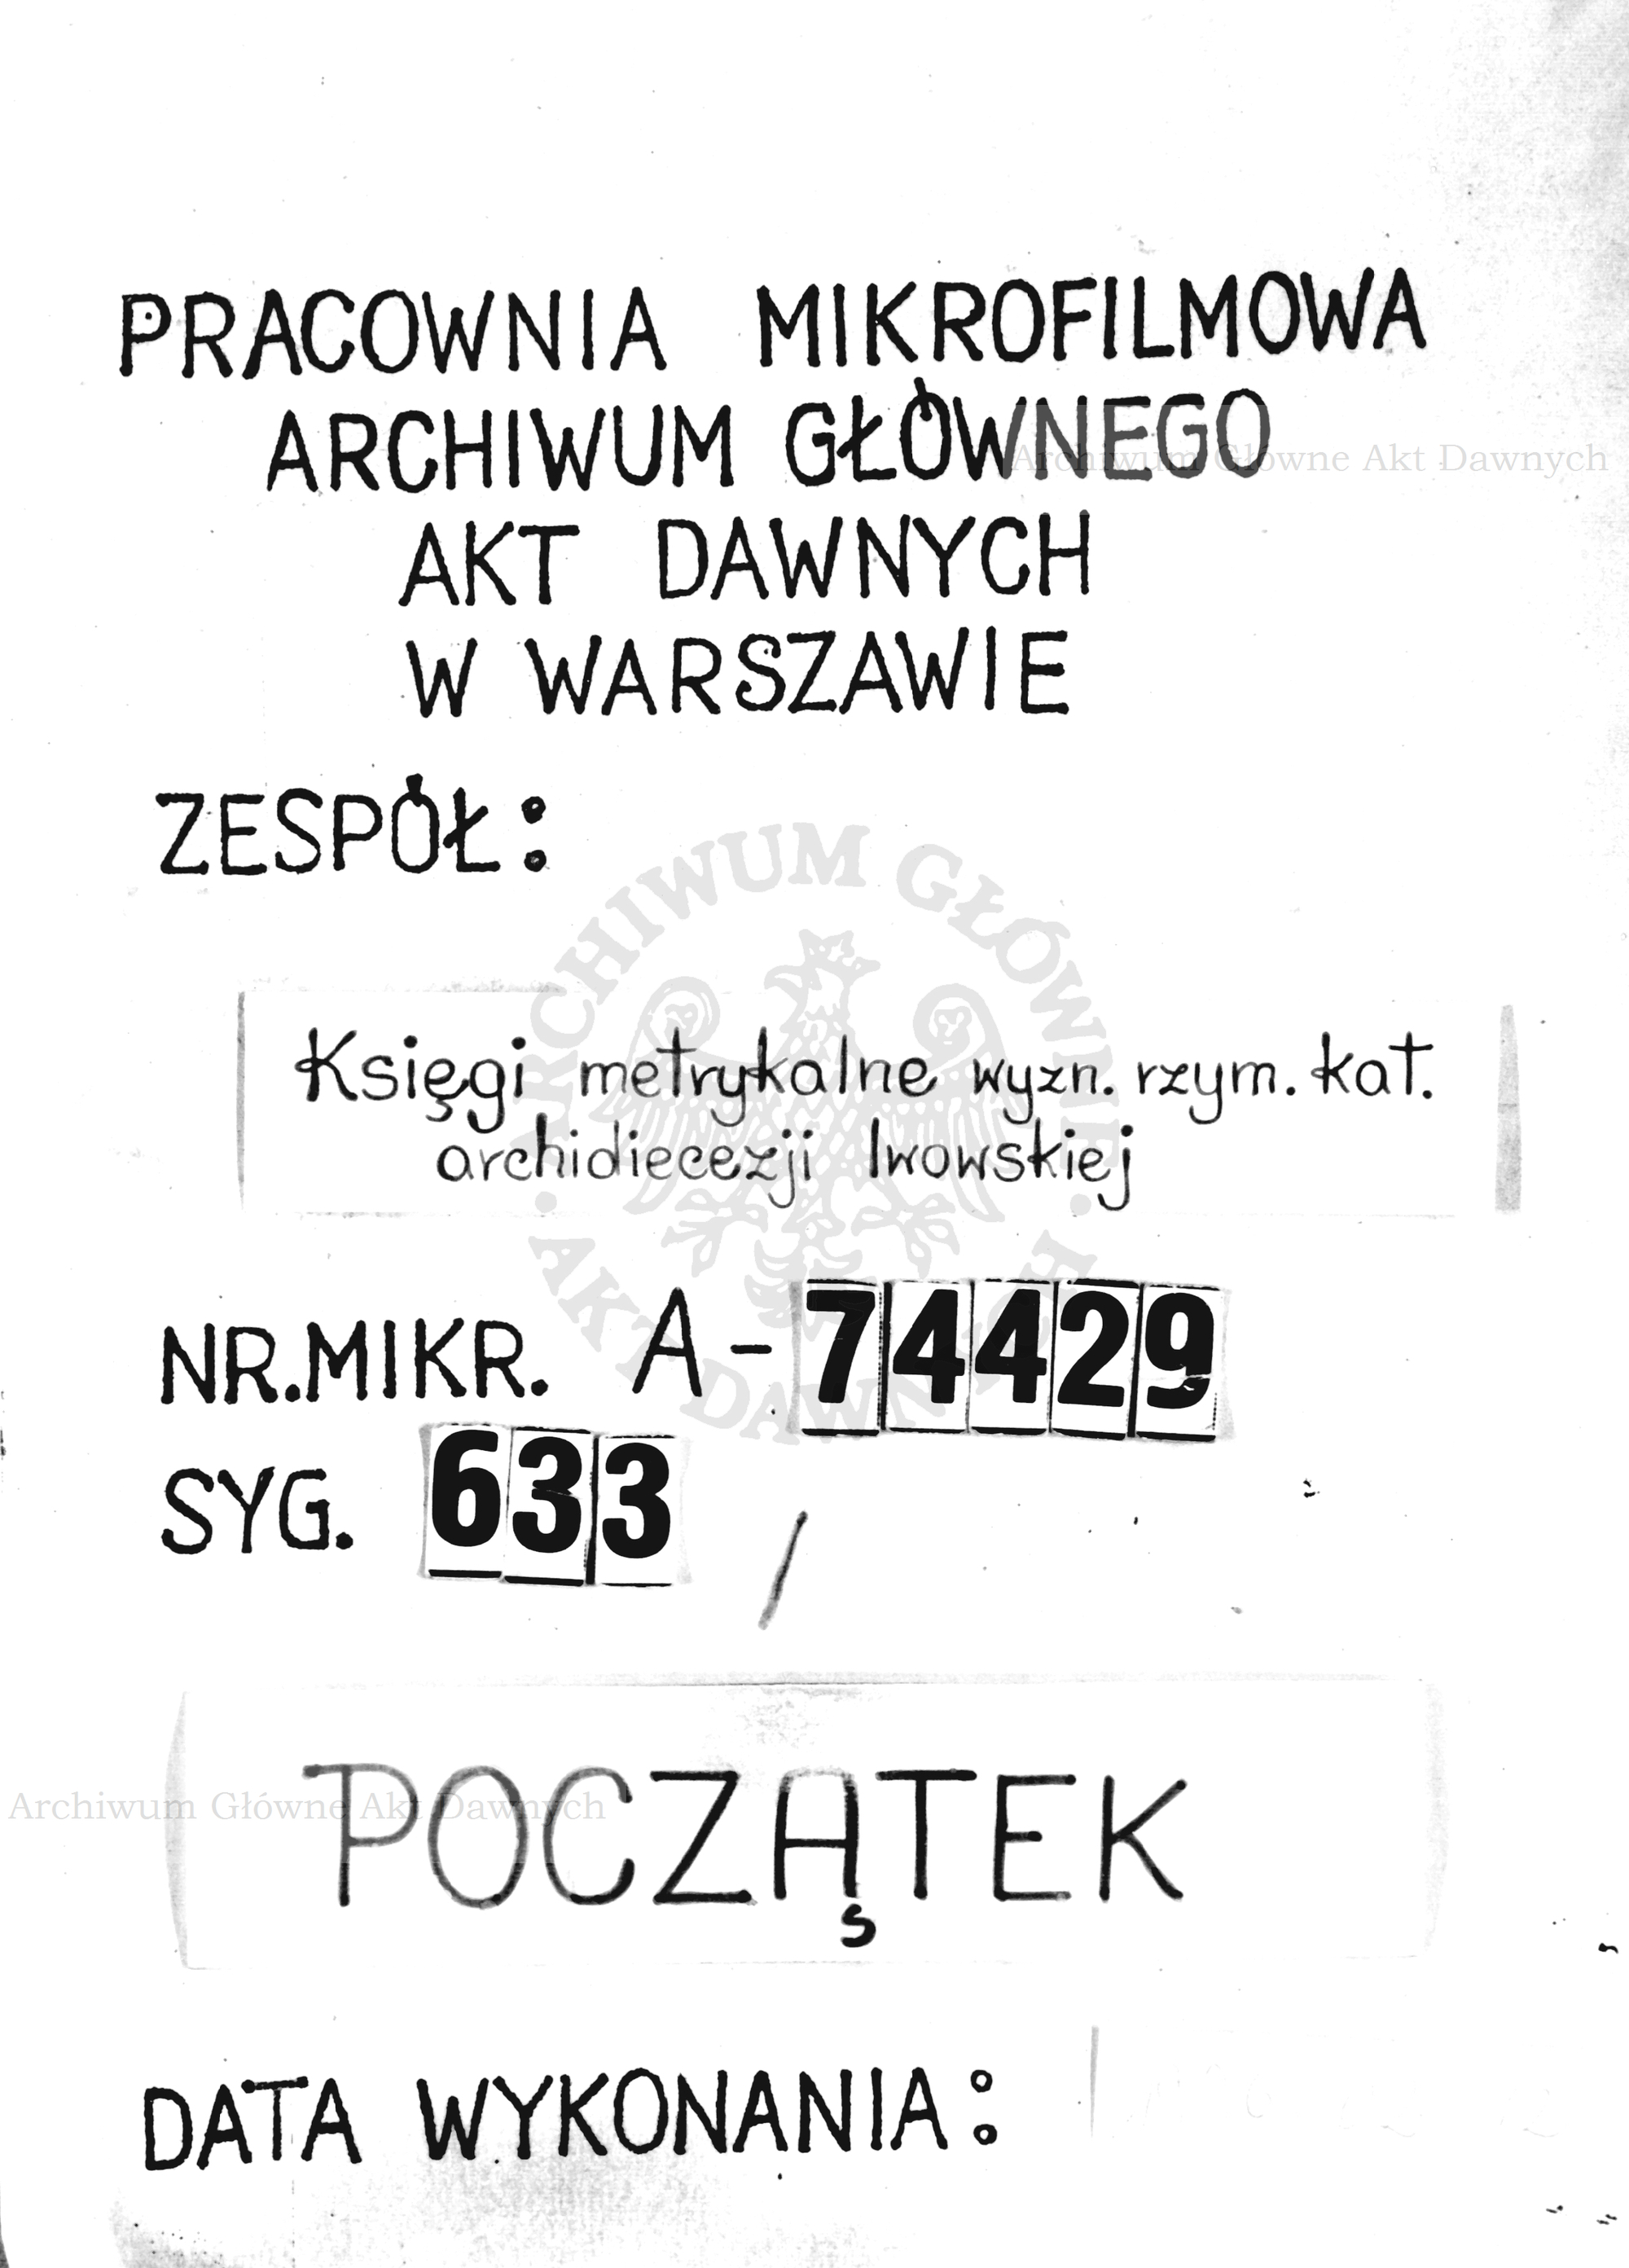 PRACOWNIA MIKROFILMOWA
ARCHIWUM GŁÓWNEGO
Archiwum Główne Akt Dawnych
AKT DAWNYCH
W WARSZAWIE
ZESPÓŁ:
ARCHIWUM GŁÓWNE
Księgi metrykalne wyzn. rzym. kat.
archidiecezji lwowskiej
AKT DAWNYCH
NR. MIKR. A-74429
SYG. 633 /
POCZĄTEK
Archiwum Główne Akt Dawnych
DATA WYKONANIA: